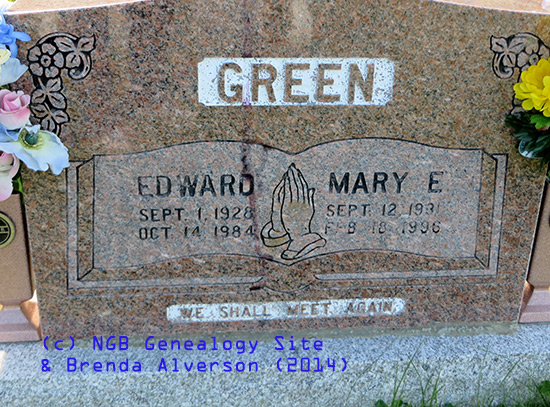 GREEN
EDWARD
SEPT. 1, 1928
OCT 14 1984
MARY E
SEPT. 12, 1931
FEB 18 1996
WE SHALL MEET AGAIN
(c) NGB Genealogy Site
& Brenda Alverson (2014)